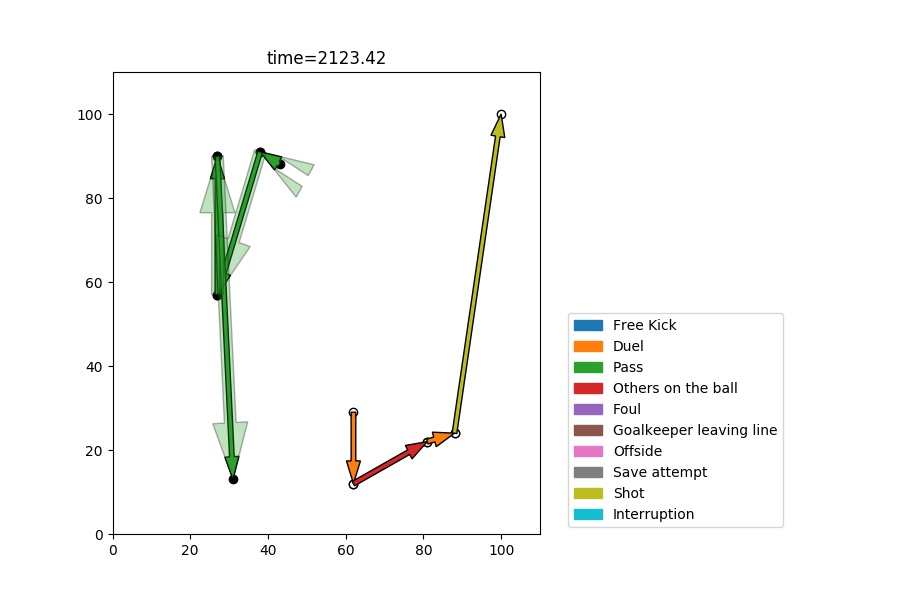 time=2123.42
100
80
60
40
20
0
0 20 40 60 80 100
Free Kick
Duel
Pass
Others on the ball
Foul
Goalkeeper leaving line
Offside
Save attempt
Shot
Interruption